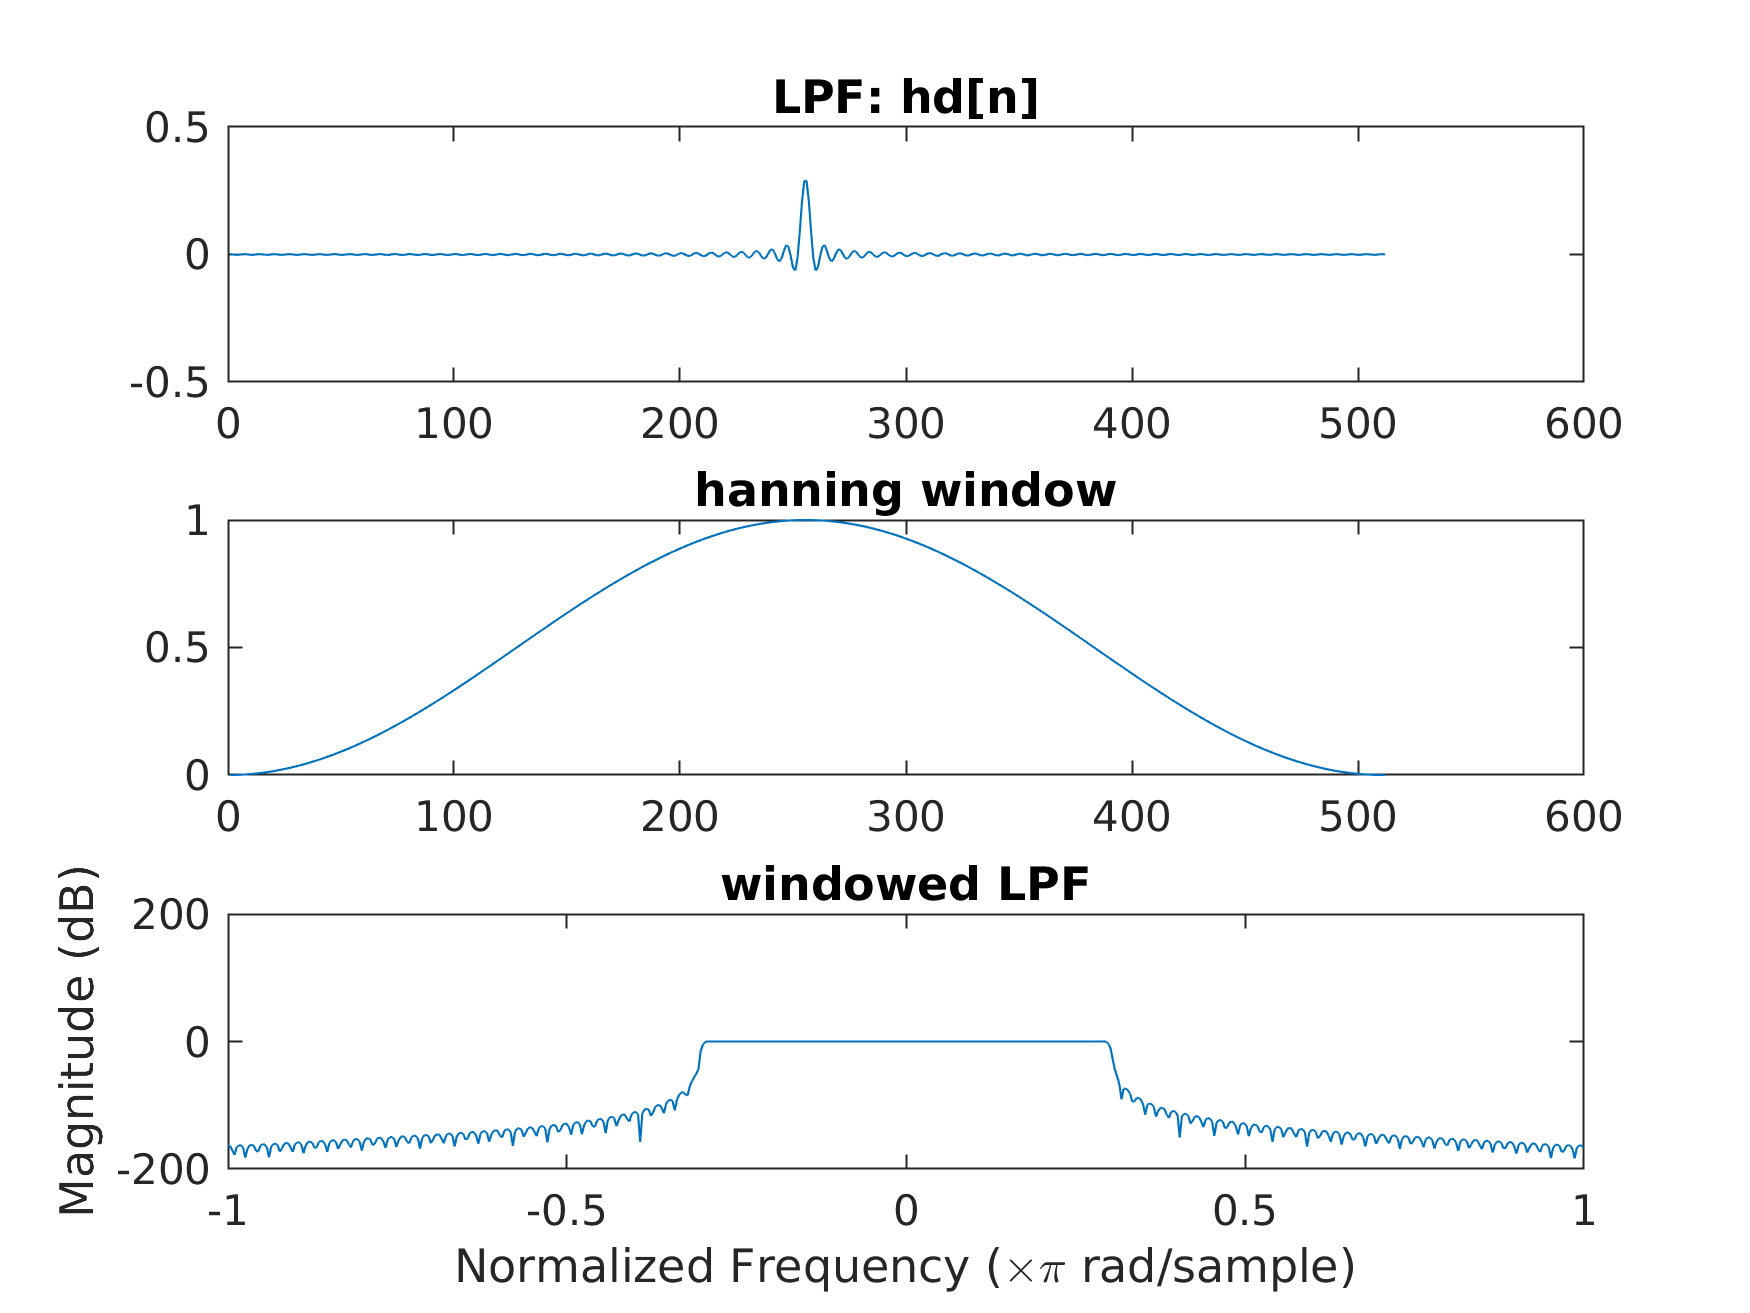 LPF: hd[n]
0.5
0
-0.5
0 100 200 300 400 500 600
hanning window
1
0.5
0
0 100 200 300 400 500 600
windowed LPF
Magnitude (dB)
200
0
-200
-1 -0.5 0 0.5 1
Normalized Frequency (×π rad/sample)